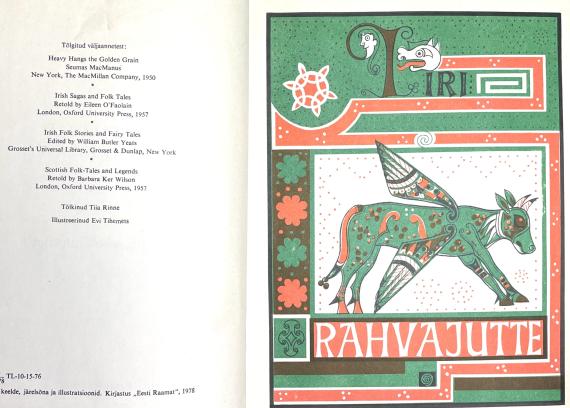 Tõlgitud väljaannetest:
Heavy Hangs the Golden Grain
Seumas MacManus
New York, The MacMillan Company, 1950
*
Irish Sagas and Folk Tales
Retold by Eileen O'Faolain
London, Oxford University Press, 1957
*
Irish Folk Stories and Fairy Tales
Edited by William Butler Yeats
Grosset's Universal Library, Grosset & Dunlap, New York
*
Scottish Folk-Tales and Legends
Retold by Barbara Ker Wilson
London, Oxford University Press, 1957
Tõlkinud Tiia Rinne
Illustreerinud Evi Tihemets
TL-10-15-76
keelde, järelsõna ja illustratsioonid. Kirjastus „Eesti Raamat", 1978
IIRI
RAHVAJUTTE